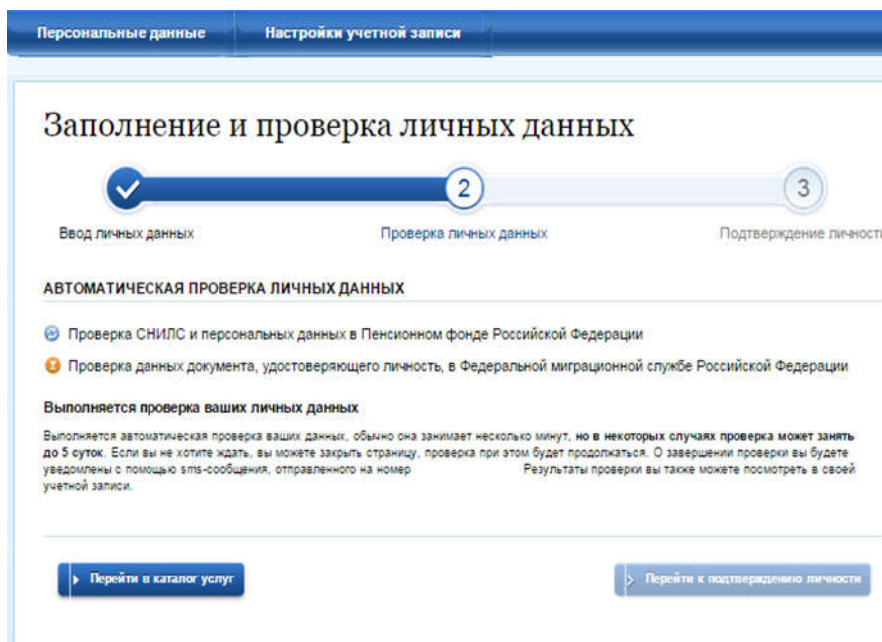 Персональные данные Настройки учетной записи
Заполнение и проверка личных данных
2 3
Ввод личных данных Проверка личных данных Подтверждение личности
АВТОМАТИЧЕСКАЯ ПРОВЕРКА ЛИЧНЫХ ДАННЫХ
Проверка СНИЛС и персональных данных в Пенсионном фонде Российской Федерации
Проверка данных документа, удостоверяющего личность, в Федеральной миграционной службе Российской Федерации
Выполняется проверка ваших личных данных
Выполняется автоматическая проверка ваших данных, обычно она занимает несколько минут, но в некоторых случаях проверка может занять
до 5 суток. Если вы не хотите ждать, вы можете закрыть страницу, проверка при этом будет продолжаться. О завершении проверки вы будете
уведомлены с помощью sms-сообщения, отправленного на номер Результаты проверки вы также можете посмотреть в своей
учетной записи.
Перейти в каталог услуг Перейти к подтверждению личности